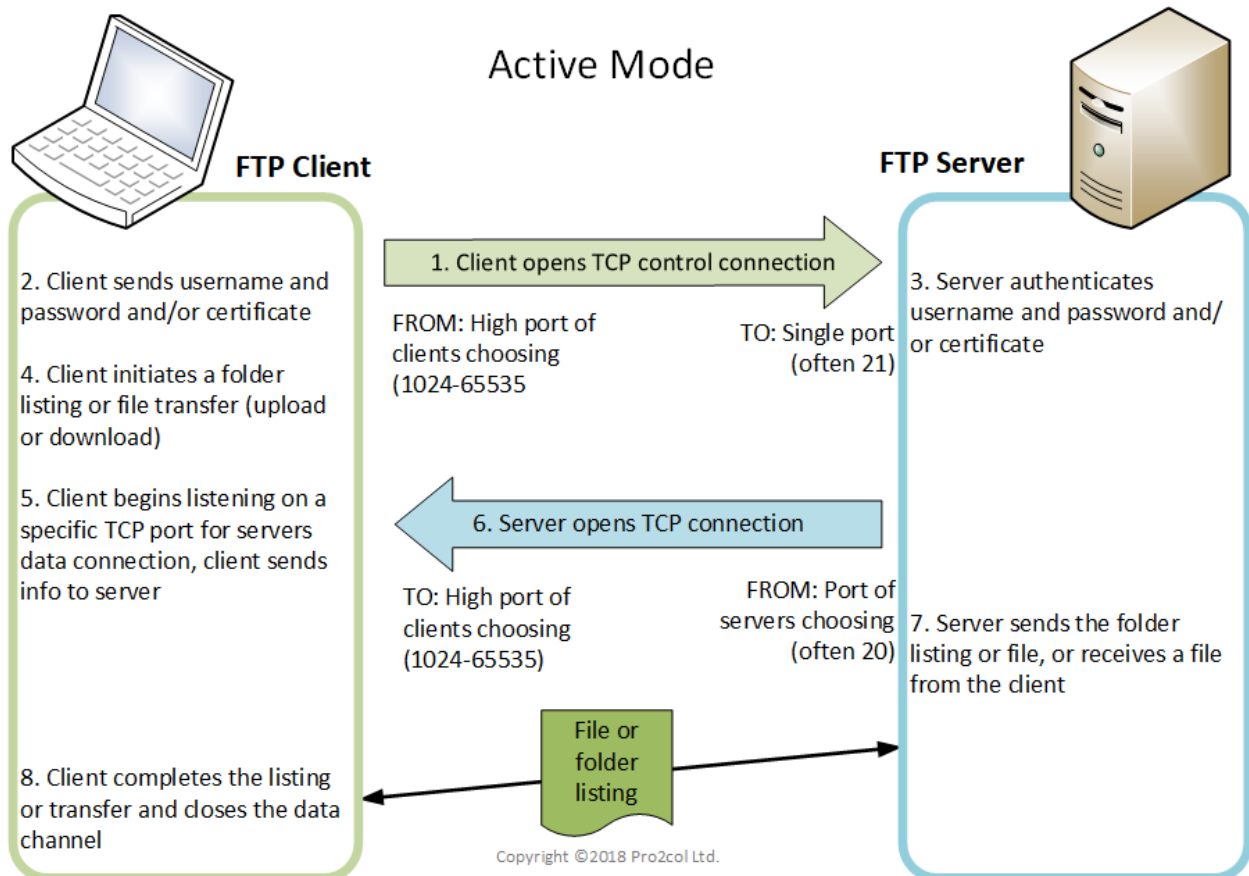 Active Mode
FTP Client
FTP Server
1. Client opens TCP control connection
2. Client sends username and
password and/or certificate
3. Server authenticates
username and password and/
or certificate
FROM: High port of
clients choosing
(1024-65535
TO: Single port
(often 21)
4. Client initiates a folder
listing or file transfer (upload
or download)
5. Client begins listening on a
specific TCP port for servers
data connection, client sends
info to server
6. Server opens TCP connection
TO: High port of
clients choosing
(1024-65535)
FROM: Port of
servers choosing
(often 20)
7. Server sends the folder
listing or file, or receives a file
from the client
File or
folder
listing
8. Client completes the listing
or transfer and closes the data
channel
Copyright ©2018 Pro2col Ltd.